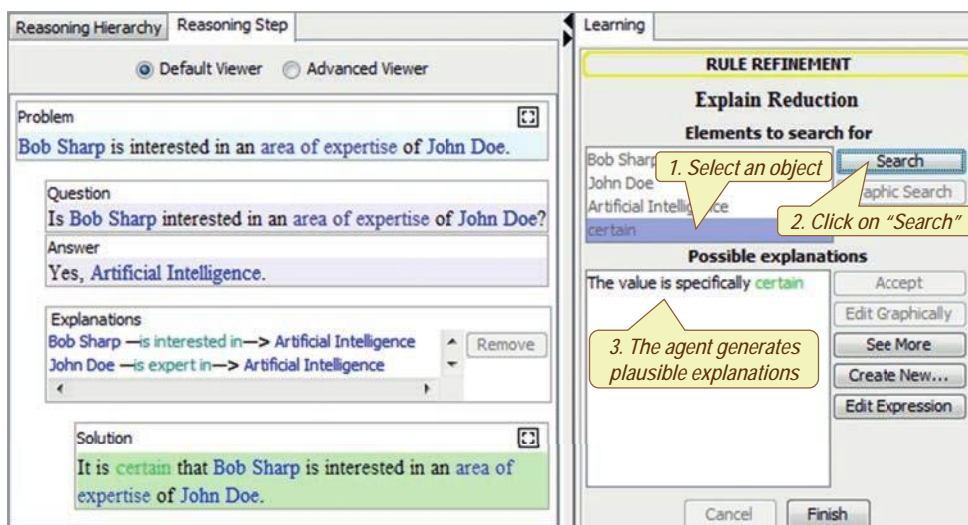 Reasoning Hierarchy Reasoning Step
Default Viewer Advanced Viewer
Problem
Bob Sharp is interested in an area of expertise of John Doe.
Question
Is Bob Sharp interested in an area of expertise of John Doe?
Answer
Yes, Artificial Intelligence.
Explanations
Bob Sharp —is interested in—> Artificial Intelligence
John Doe —is expert in—> Artificial Intelligence
Remove
Solution
It is certain that Bob Sharp is interested in an area of
expertise of John Doe.
Learning
RULE REFINEMENT
Explain Reduction
Elements to search for
Bob Sharp
John Doe
Artificial Intelligence
certain
1. Select an object
Search
Graphic Search
2. Click on "Search"
Possible explanations
The value is specifically certain
3. The agent generates
plausible explanations
Accept
Edit Graphically
See More
Create New...
Edit Expression
Cancel Finish